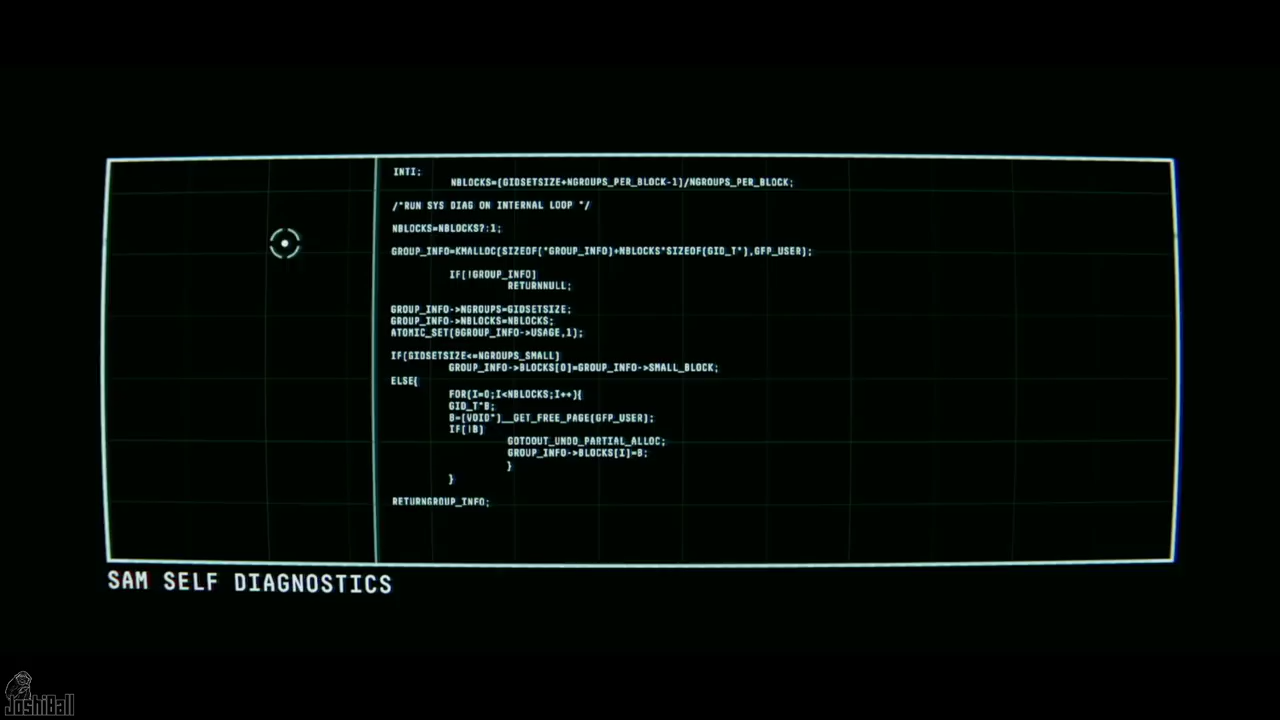 INTI;
NBLOCKS=(GIDSETSIZE+NGROUPS_PER_BLOCK-1)/NGROUPS_PER_BLOCK;
/*RUN SYS DIAG ON INTERNAL LOOP */
NBLOCKS=NBLOCKS?:1;
GROUP_INFO=KMALLOC(SIZEOF(*GROUP_INFO)+NBLOCKS*SIZEOF(GID_T*),GFP_USER);
IF(!GROUP_INFO)
RETURNNULL;
GROUP_INFO->NGROUPS=GIDSETSIZE;
GROUP_INFO->NBLOCKS=NBLOCKS;
ATOMIC_SET(&GROUP_INFO->USAGE,1);
IF(GIDSETSIZE<=NGROUPS_SMALL)
GROUP_INFO->BLOCKS[0]=GROUP_INFO->SMALL_BLOCK;
ELSE{
FOR(I=0;I<NBLOCKS;I++){
GID_T*B;
B=(VOID*)__GET_FREE_PAGE(GFP_USER);
IF(!B)
GOTOOUT_UNDO_PARTIAL_ALLOC;
GROUP_INFO->BLOCKS[I]=B;
}
}
RETURNGROUP_INFO;
SAM SELF DIAGNOSTICS
JoshiBall